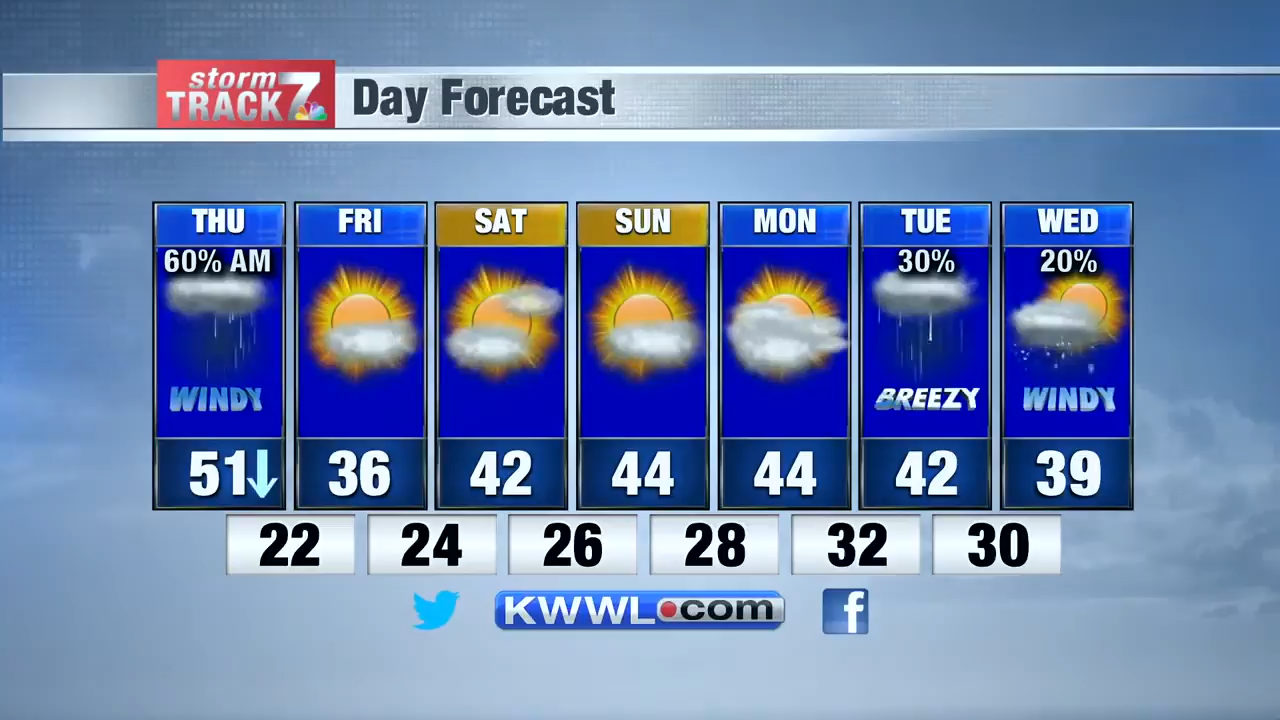 storm
TRACK 7 Day Forecast
THU FRI SAT SUN MON TUE WED
60% AM 30% 20%
WINDY BREEZY WINDY
51 36 42 44 44 42 39
22 24 26 28 32 30
KWWL.com f